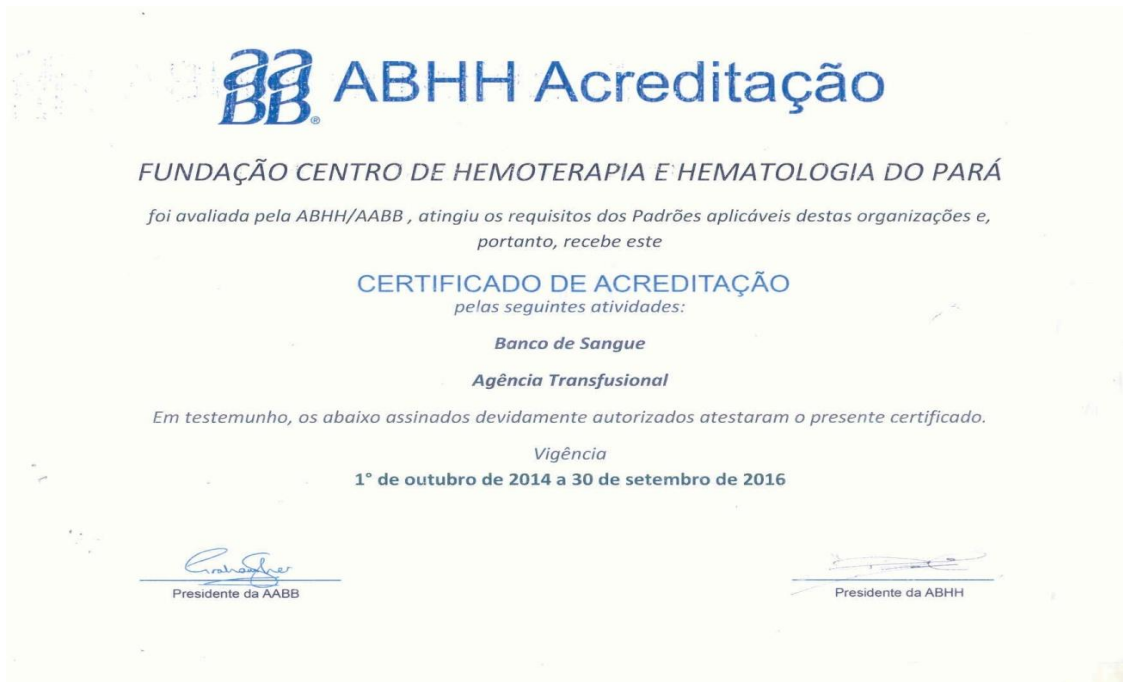 aa
BB® ABHH Acreditação
FUNDAÇÃO CENTRO DE HEMOTERAPIA E HEMATOLOGIA DO PARÁ
foi avaliada pela ABHH/AABB , atingiu os requisitos dos Padrões aplicáveis destas organizações e,
portanto, recebe este
CERTIFICADO DE ACREDITAÇÃO
pelas seguintes atividades:
Banco de Sangue
Agência Transfusional
Em testemunho, os abaixo assinados devidamente autorizados atestaram o presente certificado.
Vigência
1° de outubro de 2014 a 30 de setembro de 2016
Presidente da AABB
Presidente da ABHH